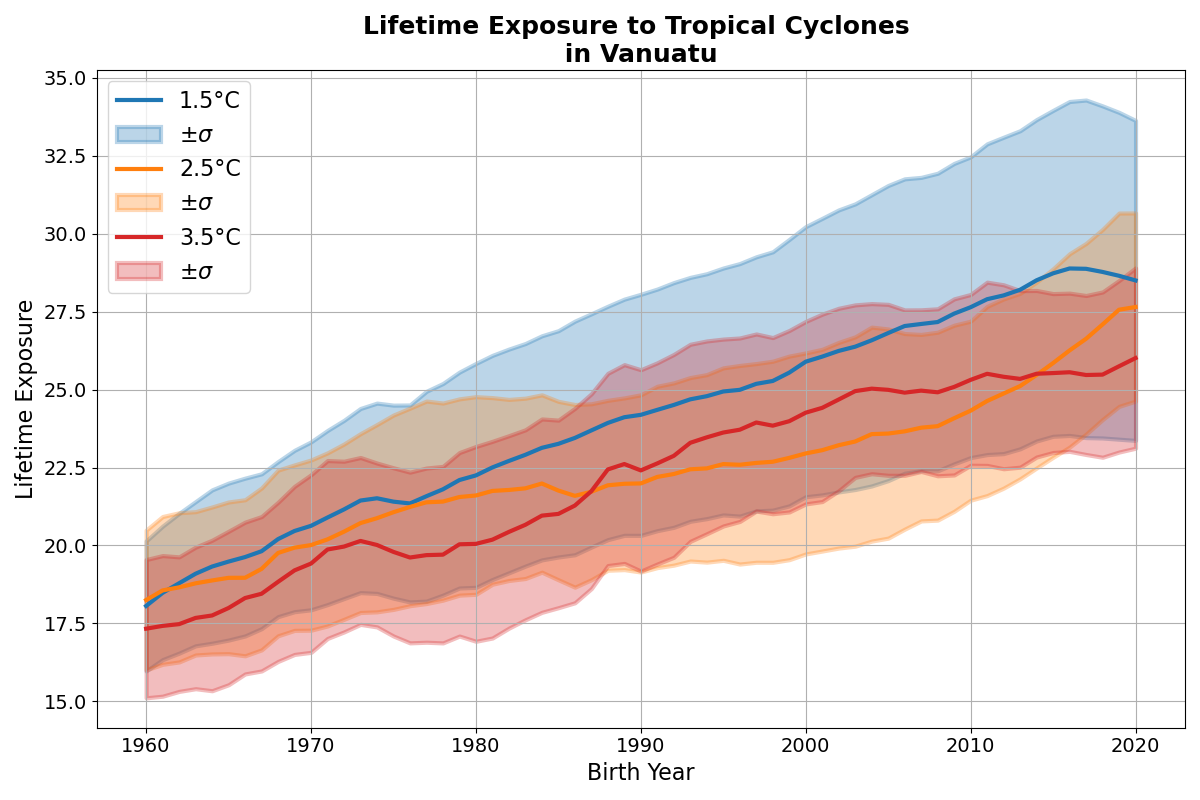 Lifetime Exposure to Tropical Cyclones
in Vanuatu
35.0
32.5
30.0
27.5
25.0
22.5
20.0
17.5
15.0
Lifetime Exposure
1.5°C
±σ
2.5°C
±σ
3.5°C
±σ
1960 1970 1980 1990 2000 2010 2020
Birth Year